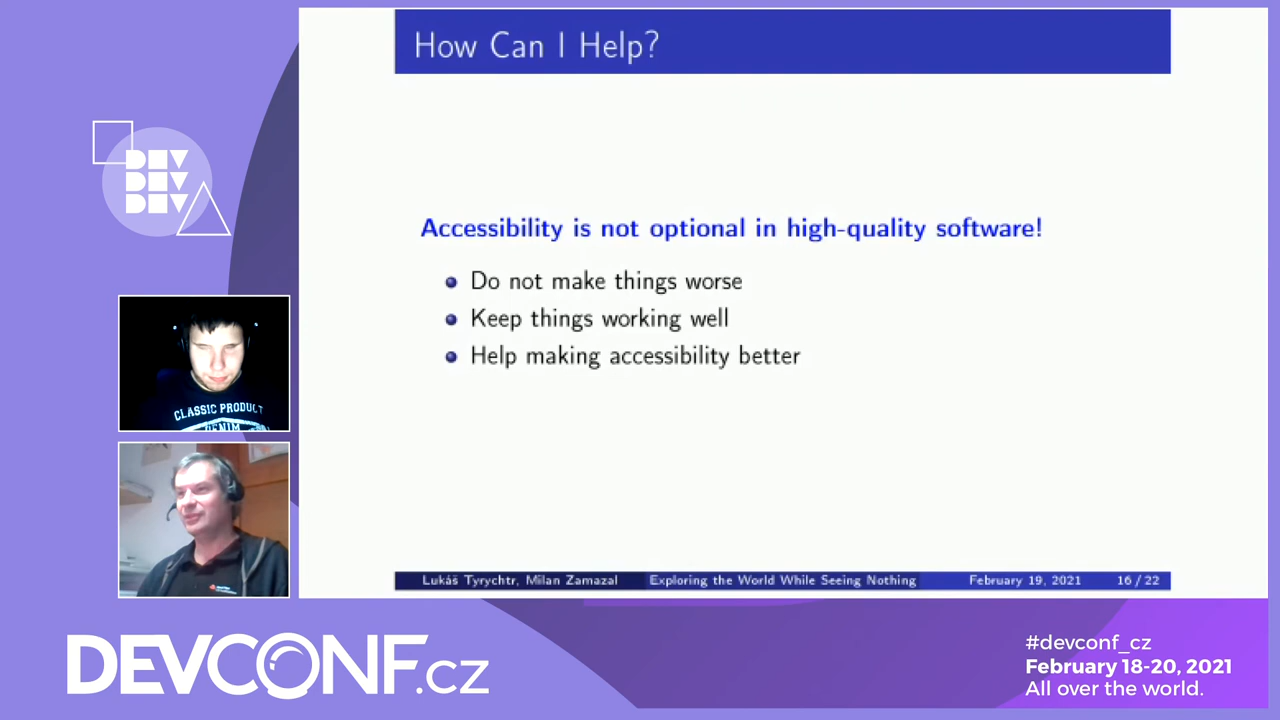 How Can I Help?
DEV
DEV
DEV
Accessibility is not optional in high-quality software!
Do not make things worse
Keep things working well
Help making accessibility better
CLASSIC PRODUCT
DENIM
Lukáš Tyrychtr, Milan Zamazal Exploring the World While Seeing Nothing February 19, 2021 16 / 22
DEVCONF.cz
#devconf_cz
February 18-20, 2021
All over the world.